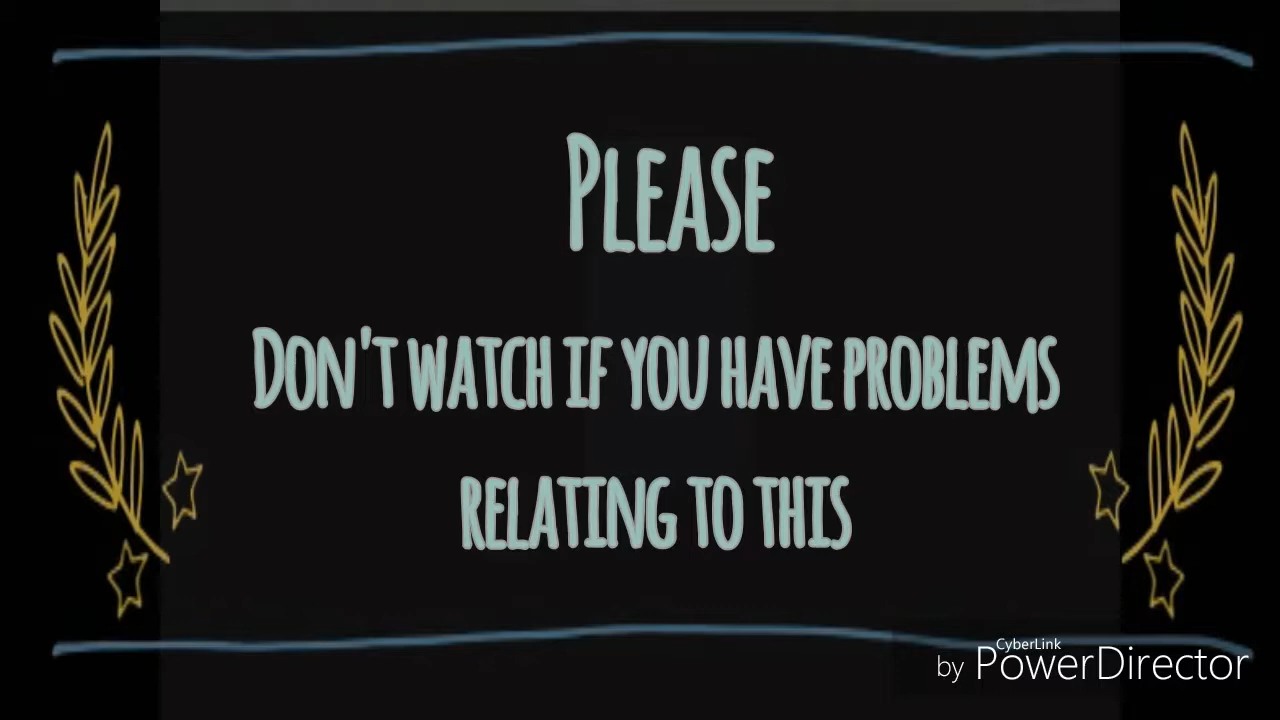 Please
Don't watch if you have problems
relating to this
CyberLink
by PowerDirector